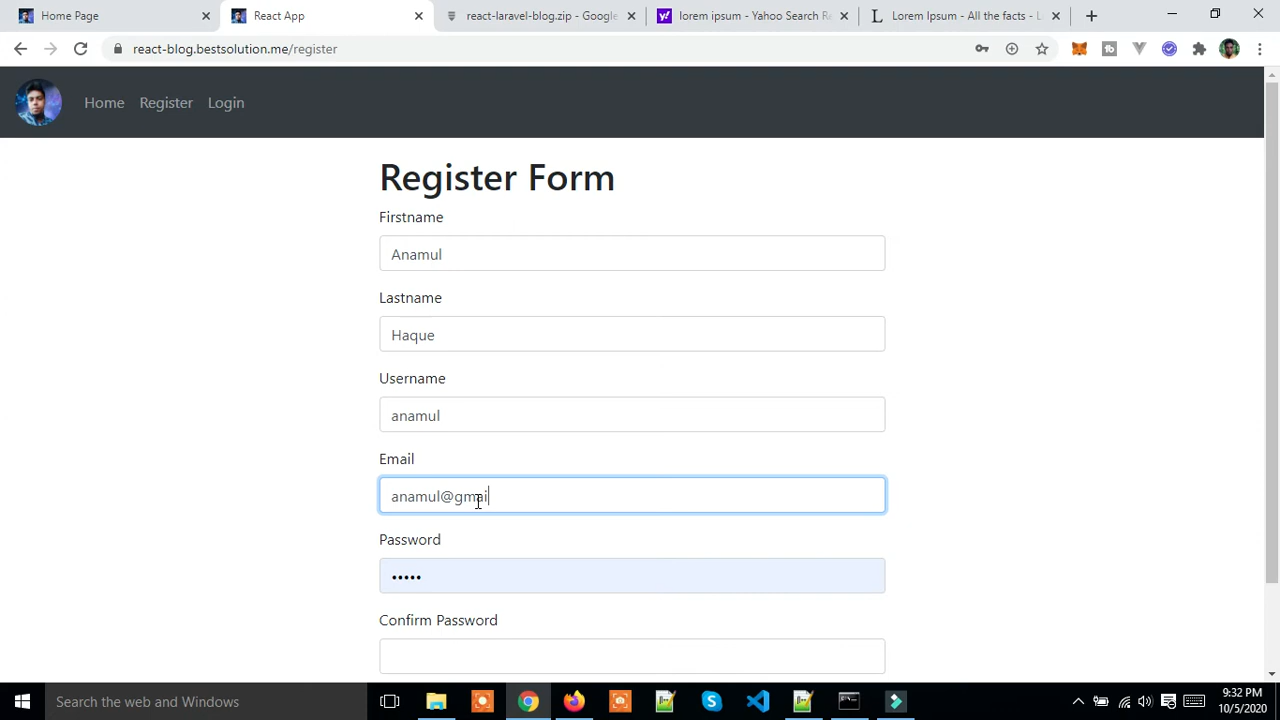 Home Page
React App
react-laravel-blog.zip - Google
lorem ipsum - Yahoo Search Re
Lorem Ipsum - All the facts - L
react-blog.bestsolution.me/register
Home Register Login
Register Form
Firstname
Anamul
Lastname
Haque
Username
anamul
Email
anamul@gmai
Password
•••••
Confirm Password
Search the web and Windows
9:32 PM
10/5/2020